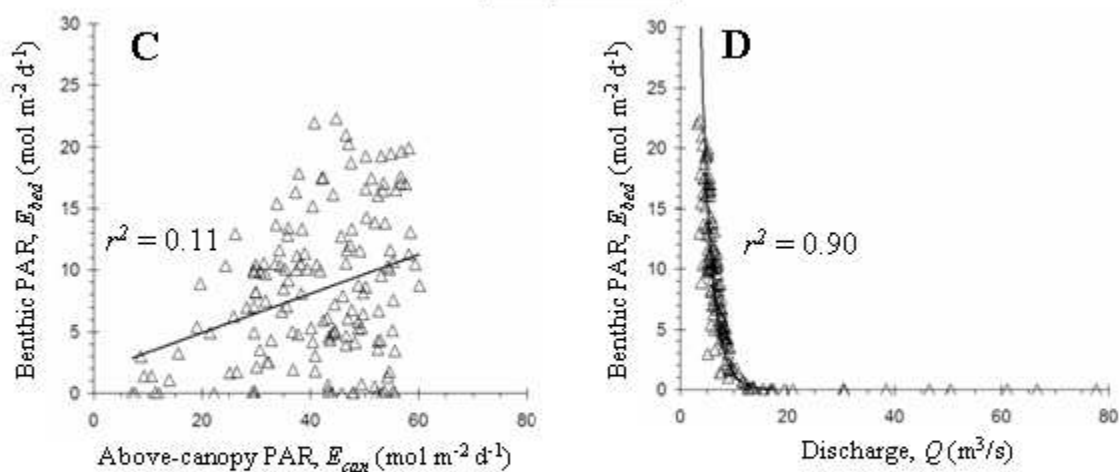 C
D
30
25
20
15
10
5
0
Benthic PAR, E_bed (mol m⁻² d⁻¹)
r² = 0.11
0 20 40 60 80
Above-canopy PAR, E_can (mol m⁻² d⁻¹)
30
25
20
15
10
5
0
Benthic PAR, E_bed (mol m⁻² d⁻¹)
r² = 0.90
0 20 40 60 80
Discharge, Q (m³/s)